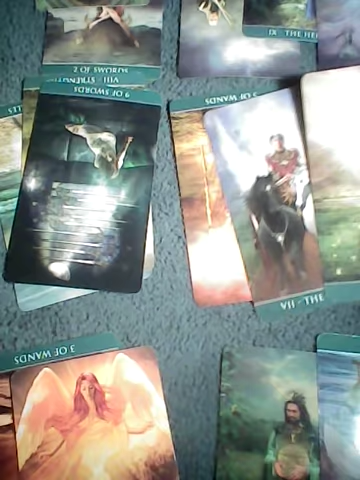 2 OF SWORDS
IX · THE HE
VIII · STRENGTH
9 OF SWORDS
5 OF WANDS
VII · THE
3 OF WANDS